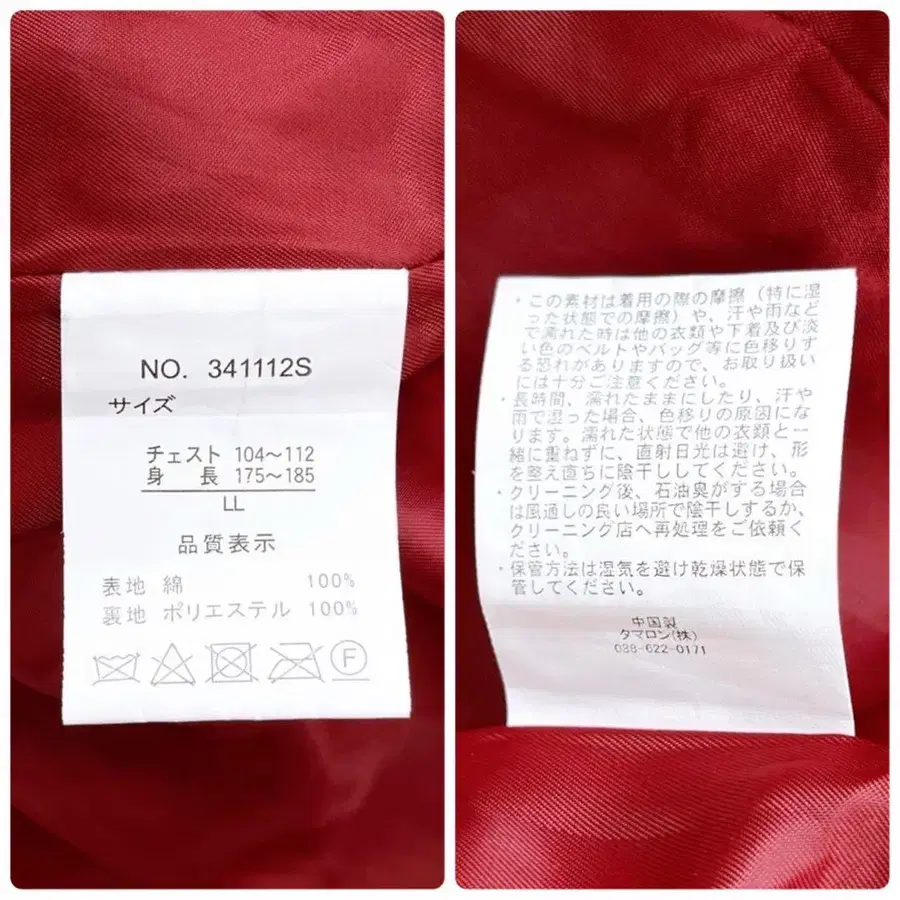 NO. 341112S
サイズ
チェスト 104〜112
身 長 175〜185
LL
品質表示
表地 綿 100%
裏地 ポリエステル 100%
F
・この素材は着用の際の摩擦（特に湿
った状態での摩擦）や、汗や雨など
で濡れた時は他の衣類や下着及び淡
い色のベルトやバッグ等に色移りす
る恐れがありますので、お取り扱い
には十分ご注意ください。
・長時間、濡れたままにしたり、汗や
雨で湿った場合、色移りの原因にな
ります。濡れた状態で他の衣類と一
緒に重ねずに、直射日光は避け、形
を整え直ちに陰干ししてください。
・クリーニング後、石油臭がする場合
は風通しの良い場所で陰干しするか、
クリーニング店へ再処理をご依頼く
ださい。
・保管方法は湿気を避け乾燥状態で保
管してください。
中国製
タマロン(株)
088-622-0171